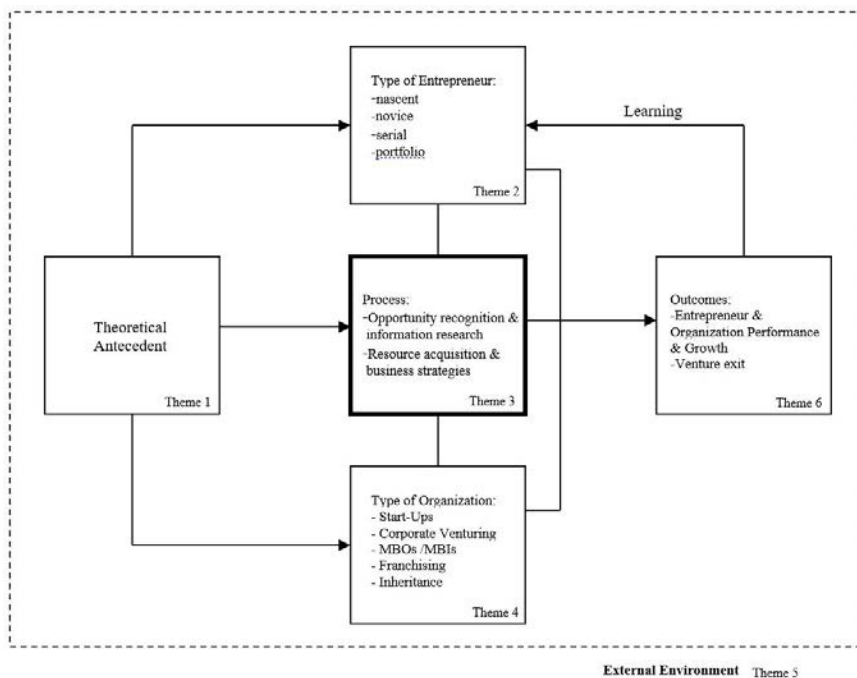 Type of Entrepreneur:
-nascent
-novice
-serial
-portfolio
Theme 2
Learning
Theoretical
Antecedent
Theme 1
Process:
-Opportunity recognition &
information research
-Resource acquisition &
business strategies
Theme 3
Outcomes:
-Entrepreneur &
Organization Performance
& Growth
-Venture exit
Theme 6
Type of Organization:
- Start-Ups
- Corporate Venturing
- MBOs /MBIs
- Franchising
- Inheritance
Theme 4
External Environment Theme 5